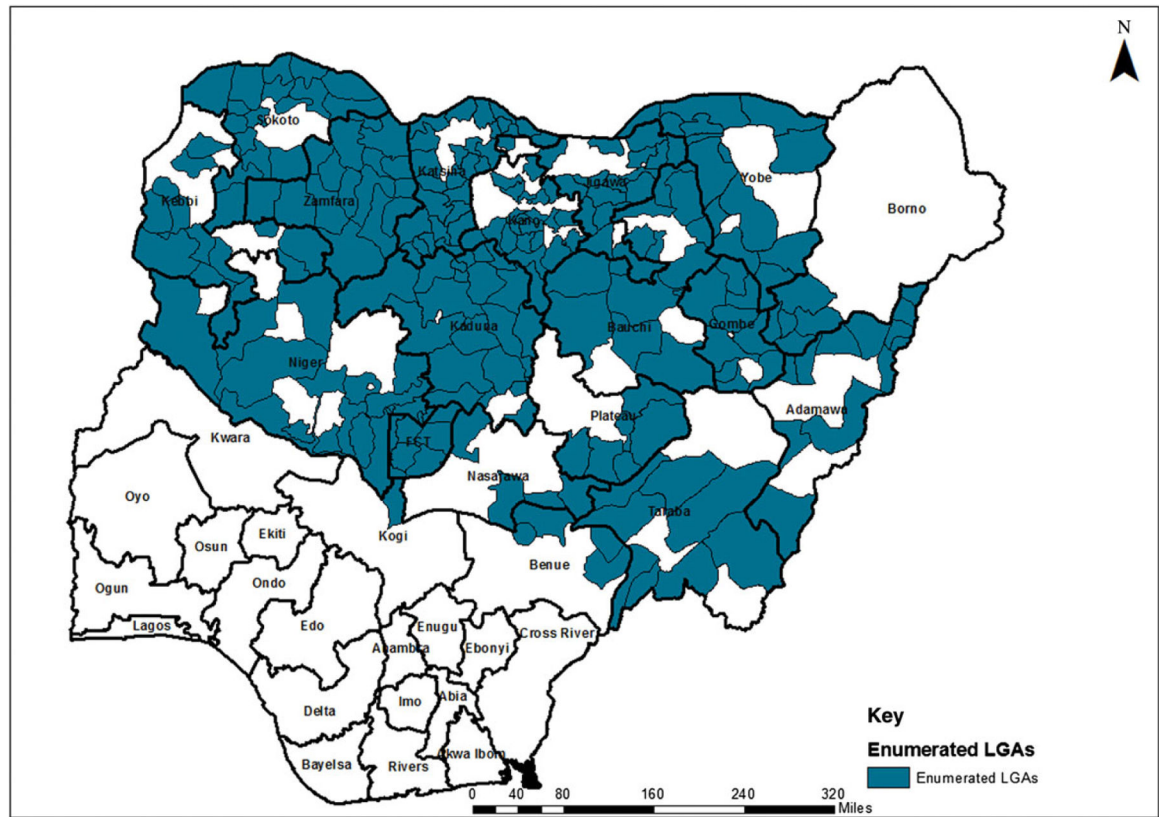 N
Sokoto
Kebbi
Zamfara
Katsina
Kano
Jigawa
Yobe
Borno
Niger
Kaduna
Bauchi
Gombe
Adamawa
Plateau
FCT
Nasarawa
Taraba
Kwara
Oyo
Osun
Ekiti
Kogi
Benue
Ogun
Ondo
Lagos
Edo
Enugu
Anambra
Ebonyi
Cross River
Imo
Abia
Delta
Bayelsa
Rivers
Akwa Ibom
Key
Enumerated LGAs
Enumerated LGAs
0 40 80 160 240 320
Miles